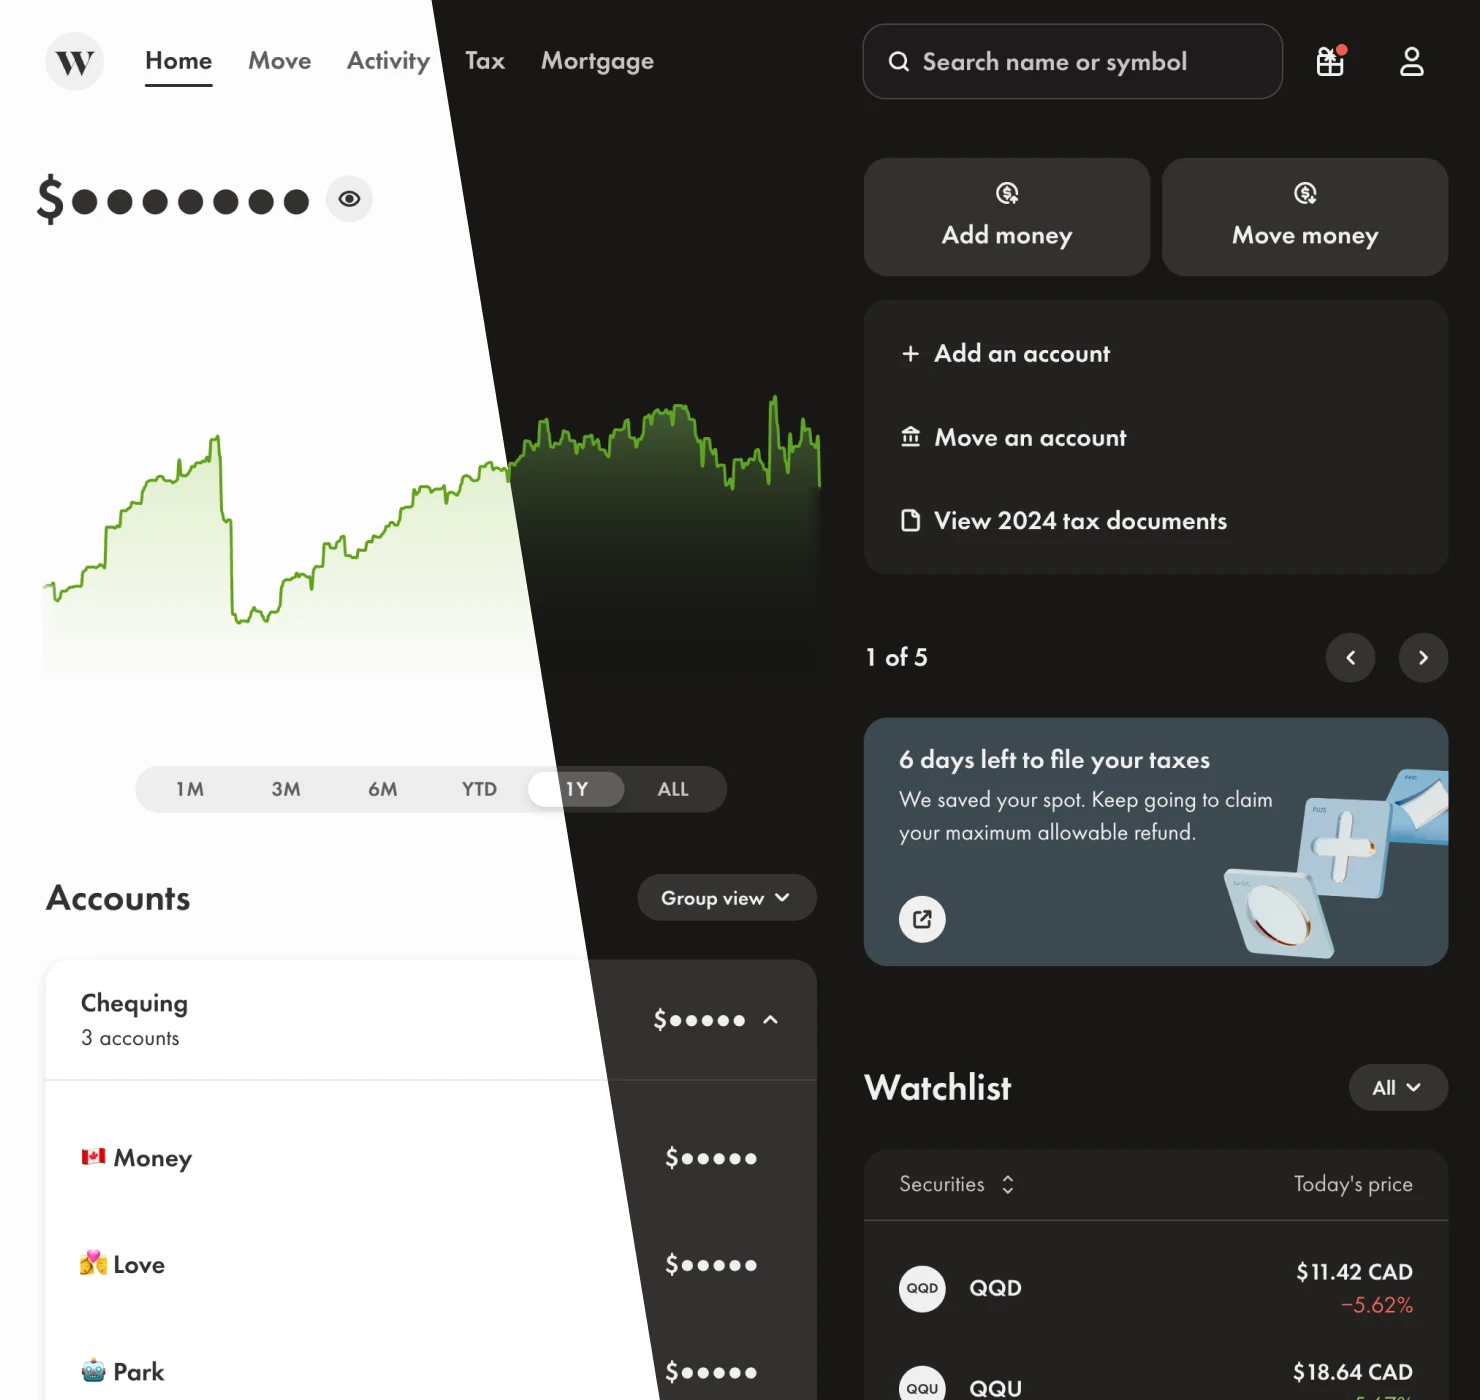 W
Home
Move
Activity
Tax
Mortgage
Search name or symbol
$●●●●●●●
Add money
Move money
Add an account
Move an account
View 2024 tax documents
1 of 5
6 days left to file your taxes
We saved your spot. Keep going to claim
your maximum allowable refund.
PLUS
BASIC
1M
3M
6M
YTD
1Y
ALL
Accounts
Group view
Chequing
3 accounts
$●●●●●
Money
$●●●●●
Love
$●●●●●
Park
$●●●●●
Watchlist
All
Securities
Today's price
QQD
QQD
$11.42 CAD
−5.62%
QQU
QQU
$18.64 CAD